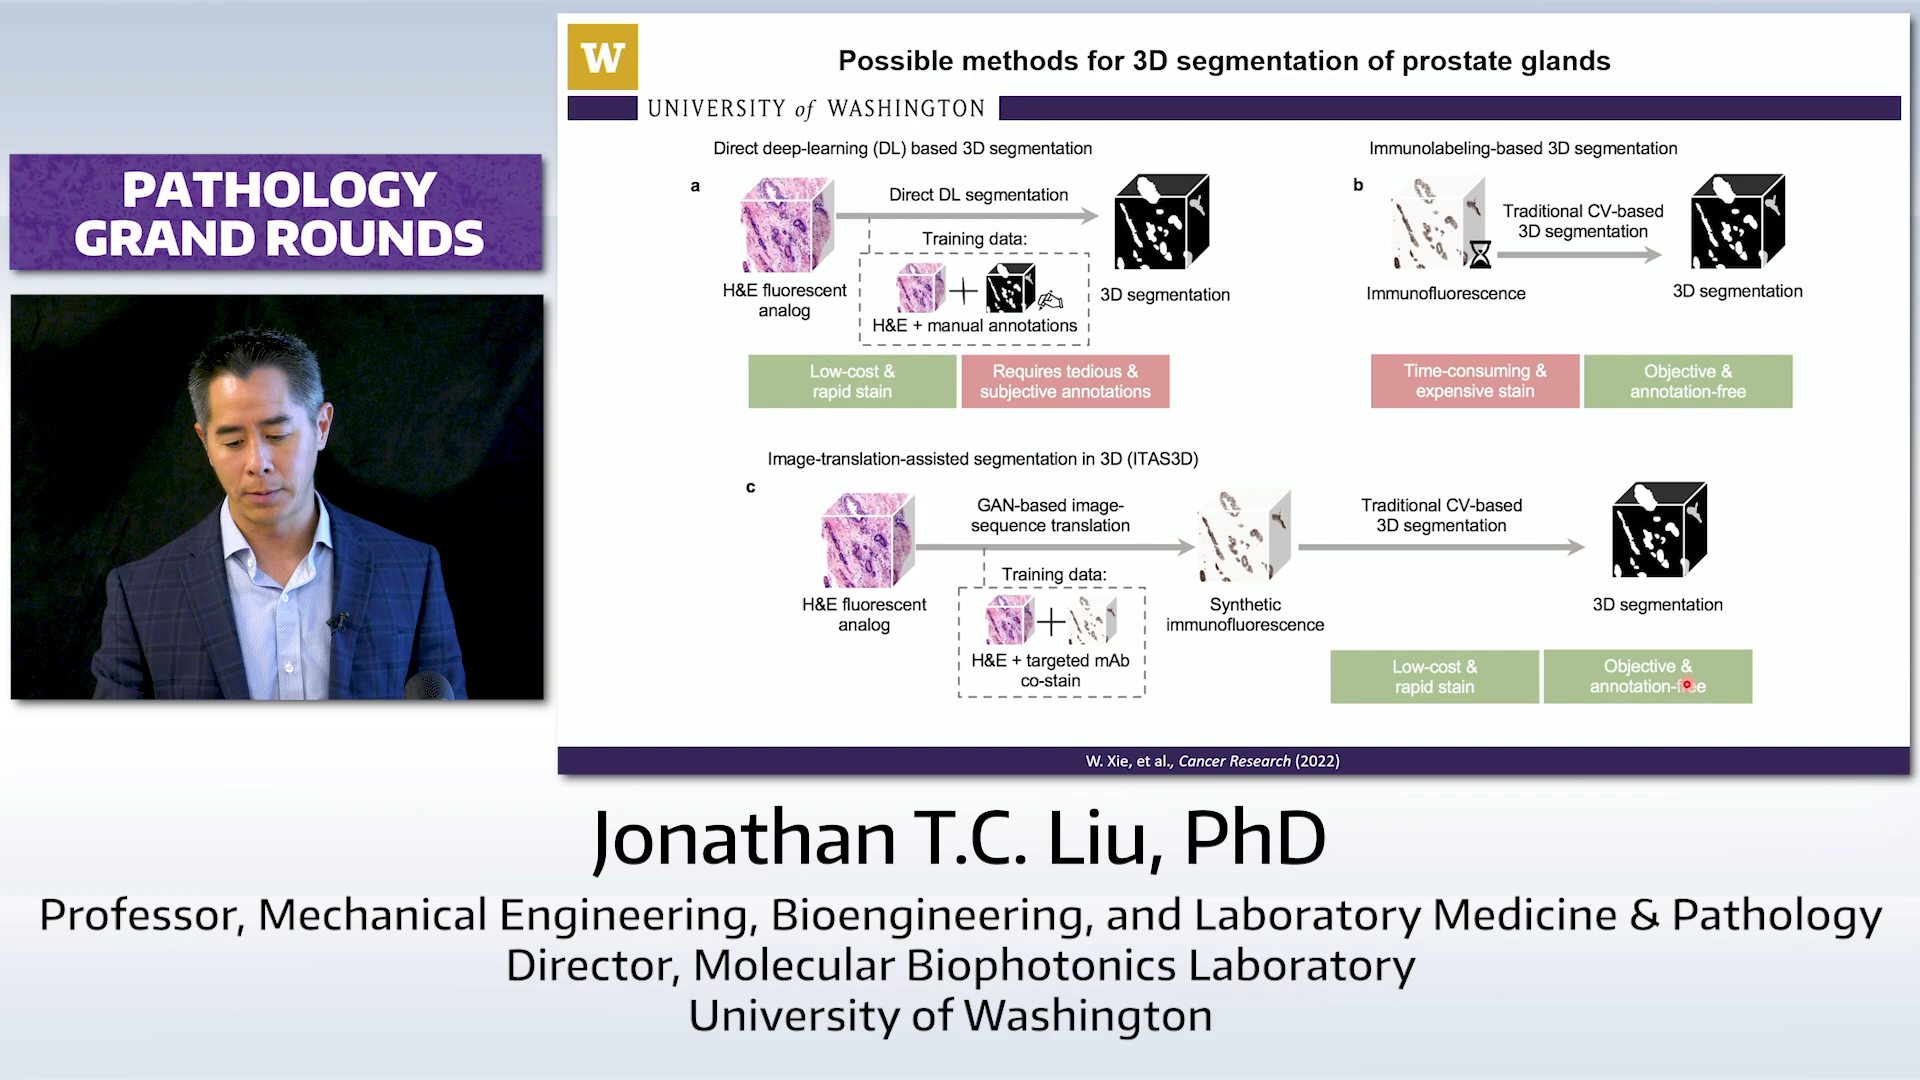 PATHOLOGY
GRAND ROUNDS
W
Possible methods for 3D segmentation of prostate glands
UNIVERSITY of WASHINGTON
Direct deep-learning (DL) based 3D segmentation
a
Direct DL segmentation
Training data:
H&E fluorescent
analog
H&E + manual annotations
3D segmentation
Low-cost &
rapid stain
Requires tedious &
subjective annotations
Immunolabeling-based 3D segmentation
b
Traditional CV-based
3D segmentation
Immunofluorescence
3D segmentation
Time-consuming &
expensive stain
Objective &
annotation-free
Image-translation-assisted segmentation in 3D (ITAS3D)
c
GAN-based image-
sequence translation
Traditional CV-based
3D segmentation
Training data:
H&E fluorescent
analog
H&E + targeted mAb
co-stain
Synthetic
immunofluorescence
3D segmentation
Low-cost &
rapid stain
Objective &
annotation-free
W. Xie, et al., Cancer Research (2022)
Jonathan T.C. Liu, PhD
Professor, Mechanical Engineering, Bioengineering, and Laboratory Medicine & Pathology
Director, Molecular Biophotonics Laboratory
University of Washington